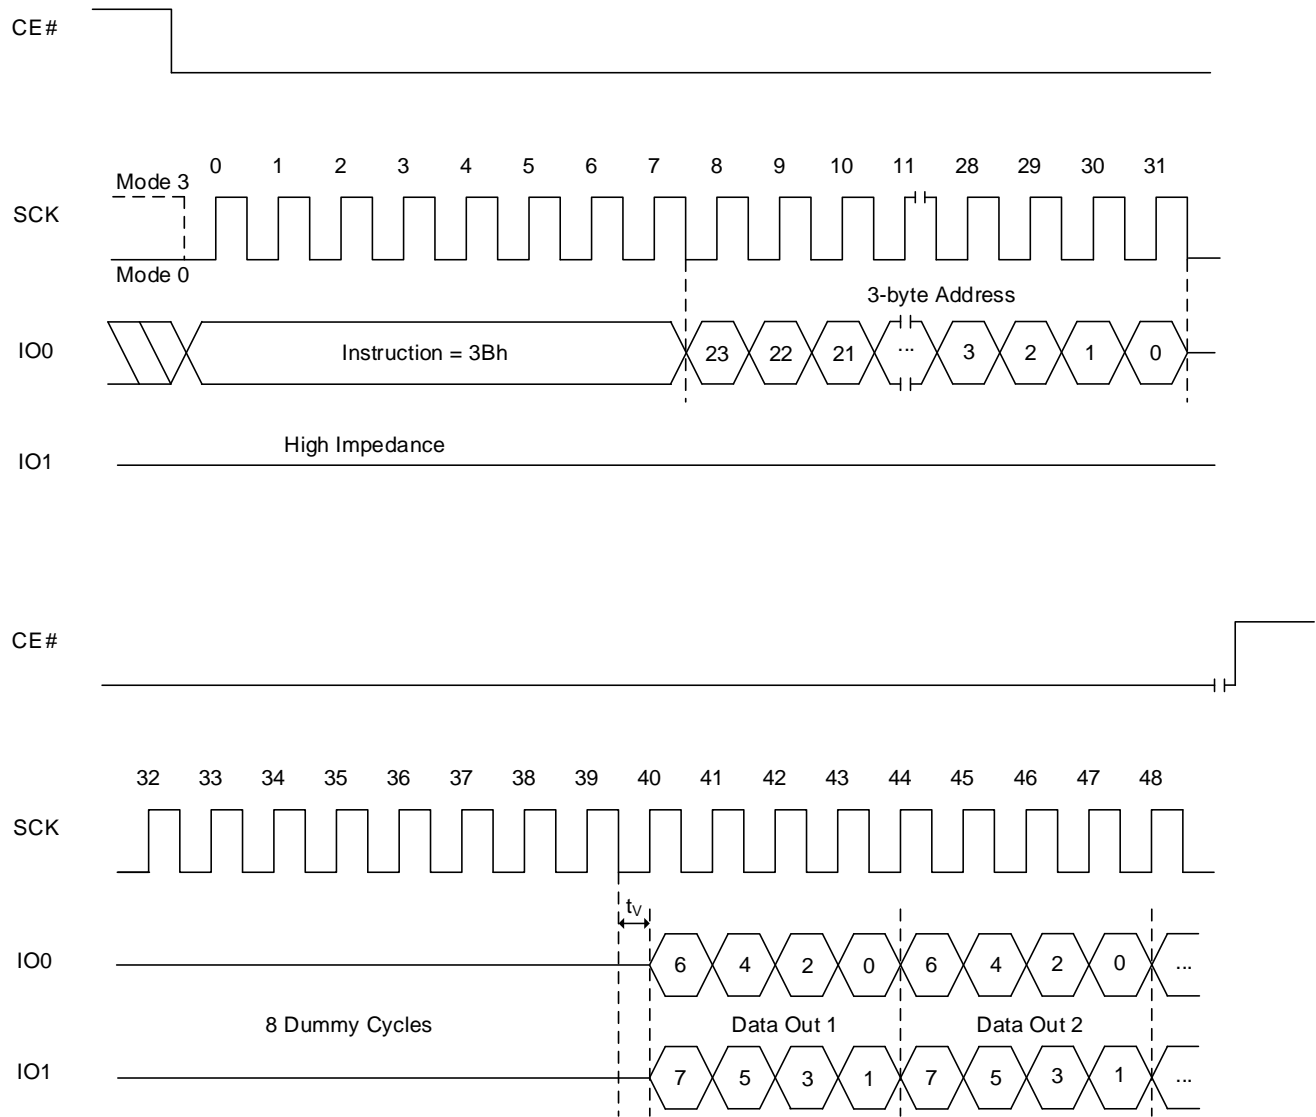 CE#
0 1 2 3 4 5 6 7 8 9 10 11 28 29 30 31
Mode 3
SCK
Mode 0
3-byte Address
IO0 Instruction = 3Bh 23 22 21 ... 3 2 1 0
High Impedance
IO1
CE#
32 33 34 35 36 37 38 39 40 41 42 43 44 45 46 47 48
SCK
tV
IO0 6 4 2 0 6 4 2 0 ...
8 Dummy Cycles Data Out 1 Data Out 2
IO1 7 5 3 1 7 5 3 1 ...